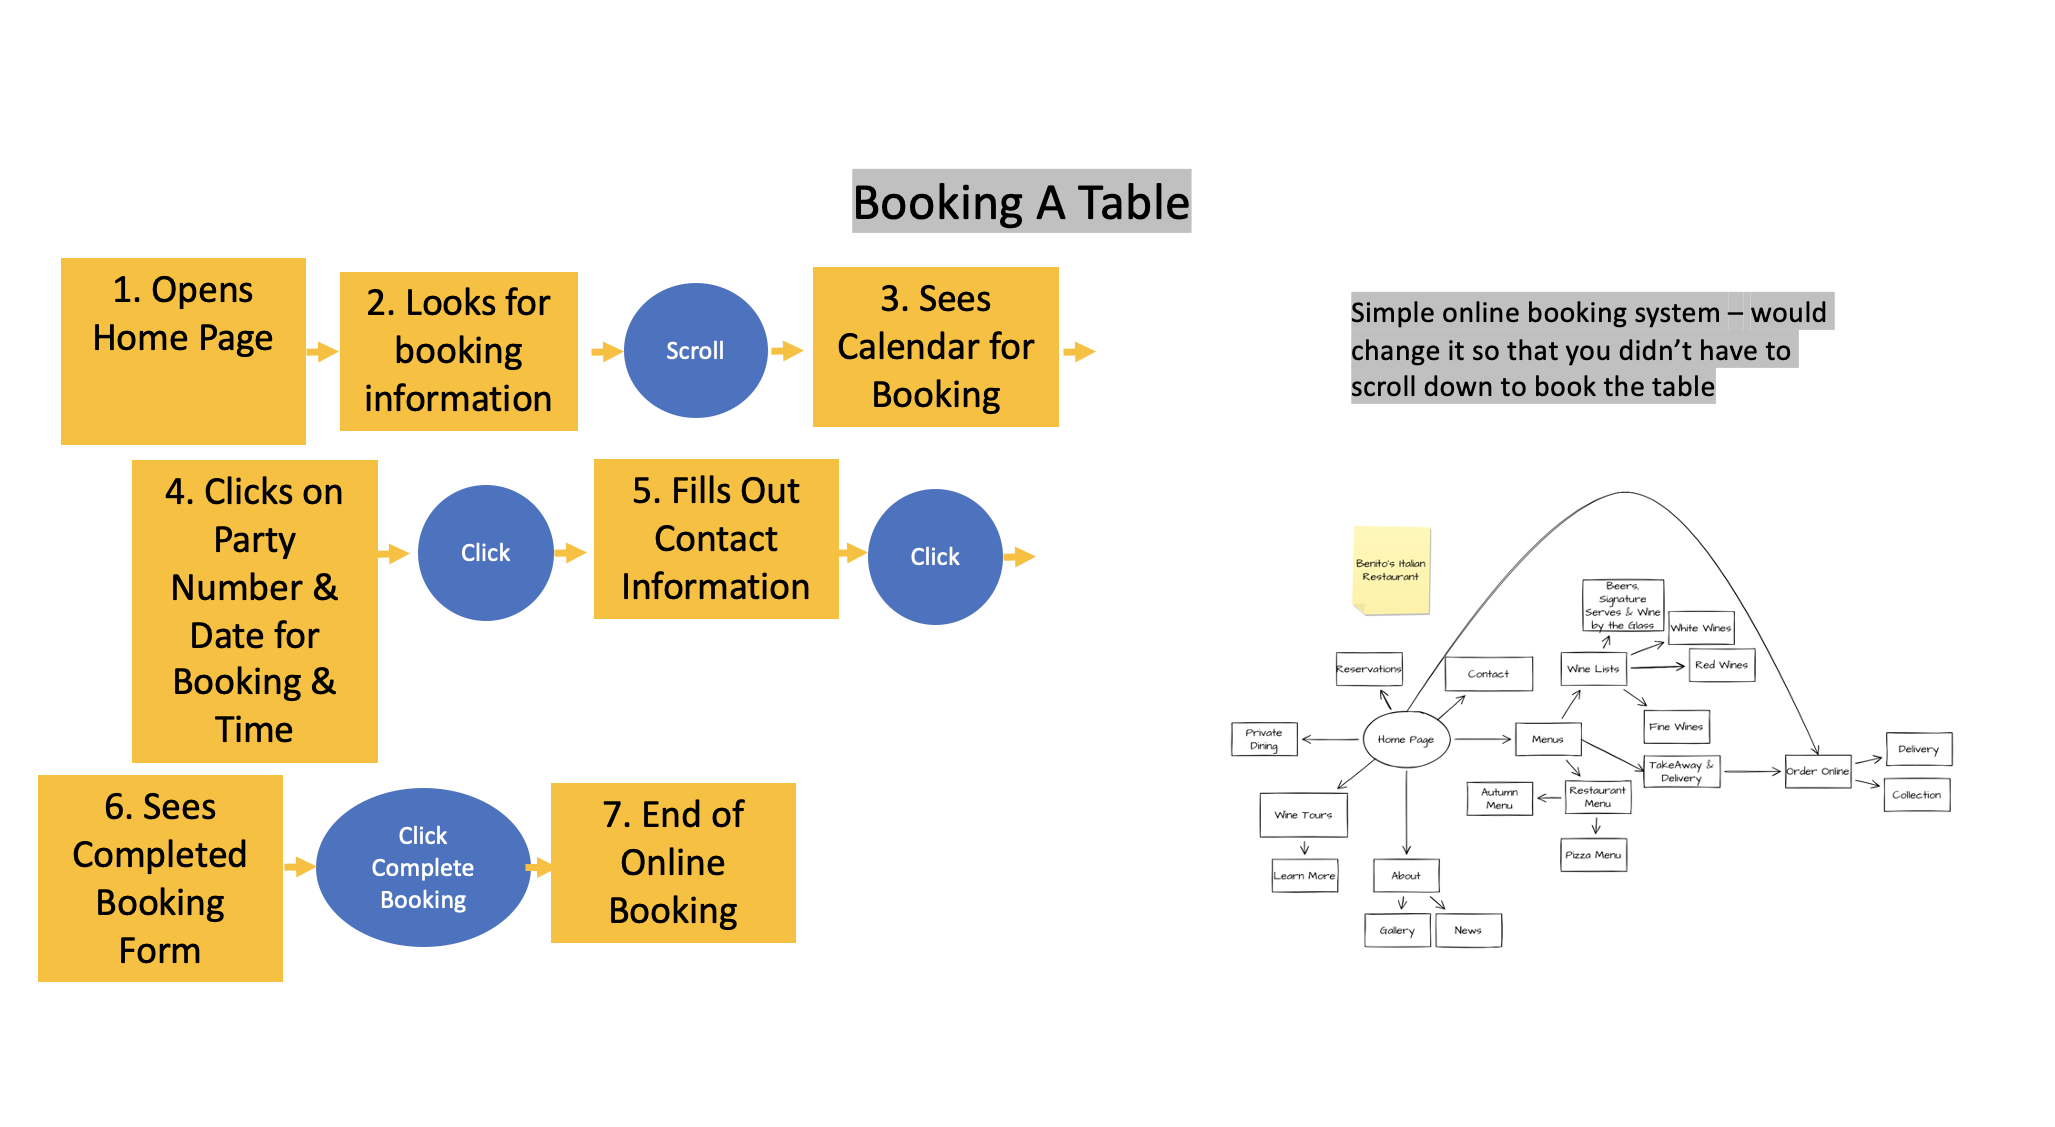 Booking A Table
1. Opens
Home Page
2. Looks for
booking
information
Scroll
3. Sees
Calendar for
Booking
4. Clicks on
Party
Number &
Date for
Booking &
Time
Click
5. Fills Out
Contact
Information
Click
6. Sees
Completed
Booking
Form
Click
Complete
Booking
7. End of
Online
Booking
Simple online booking system – would
change it so that you didn’t have to
scroll down to book the table
Benito's Italian
Restaurant
Reservations
Contact
Private
Dining
Home Page
Menus
Wine Lists
Beers,
Signature
Serves & Wine
by the Glass
White Wines
Red Wines
Fine Wines
TakeAway &
Delivery
Order Online
Delivery
Collection
Autumn
Menu
Restaurant
Menu
Pizza Menu
Wine Tours
Learn More
About
Gallery
News